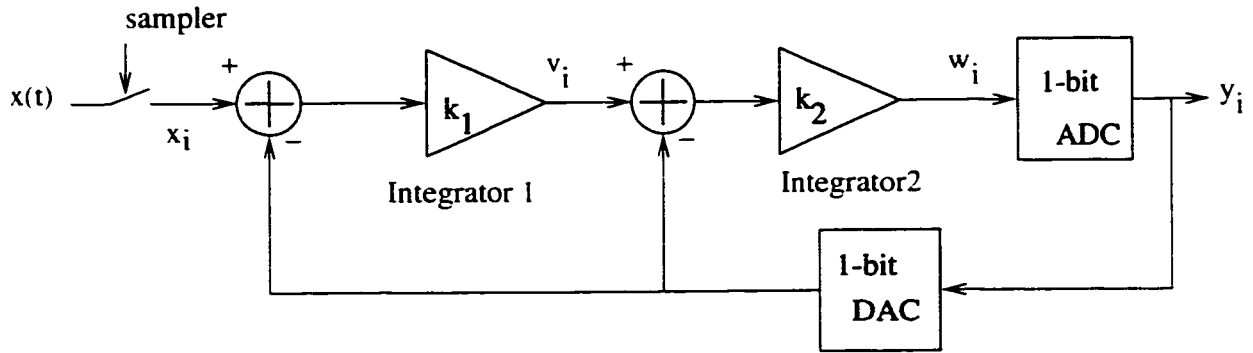 sampler
x(t)
x_i
+
−
k_1
Integrator 1
v_i
+
−
k_2
Integrator2
w_i
1-bit
ADC
y_i
1-bit
DAC